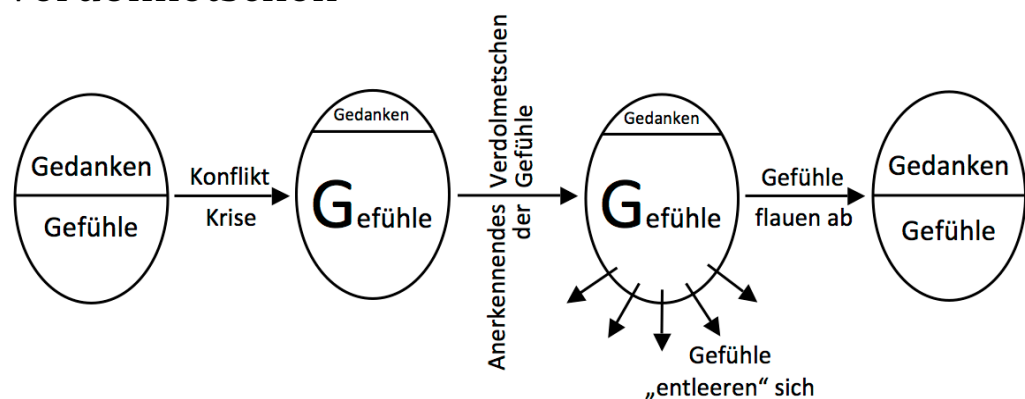 Gedanken
Gefühle
Konflikt
Krise
Gedanken
Gefühle
Anerkennendes Verdolmetschen
der Gefühle
Gedanken
Gefühle
Gefühle
„entleeren“ sich
Gefühle
flauen ab
Gedanken
Gefühle